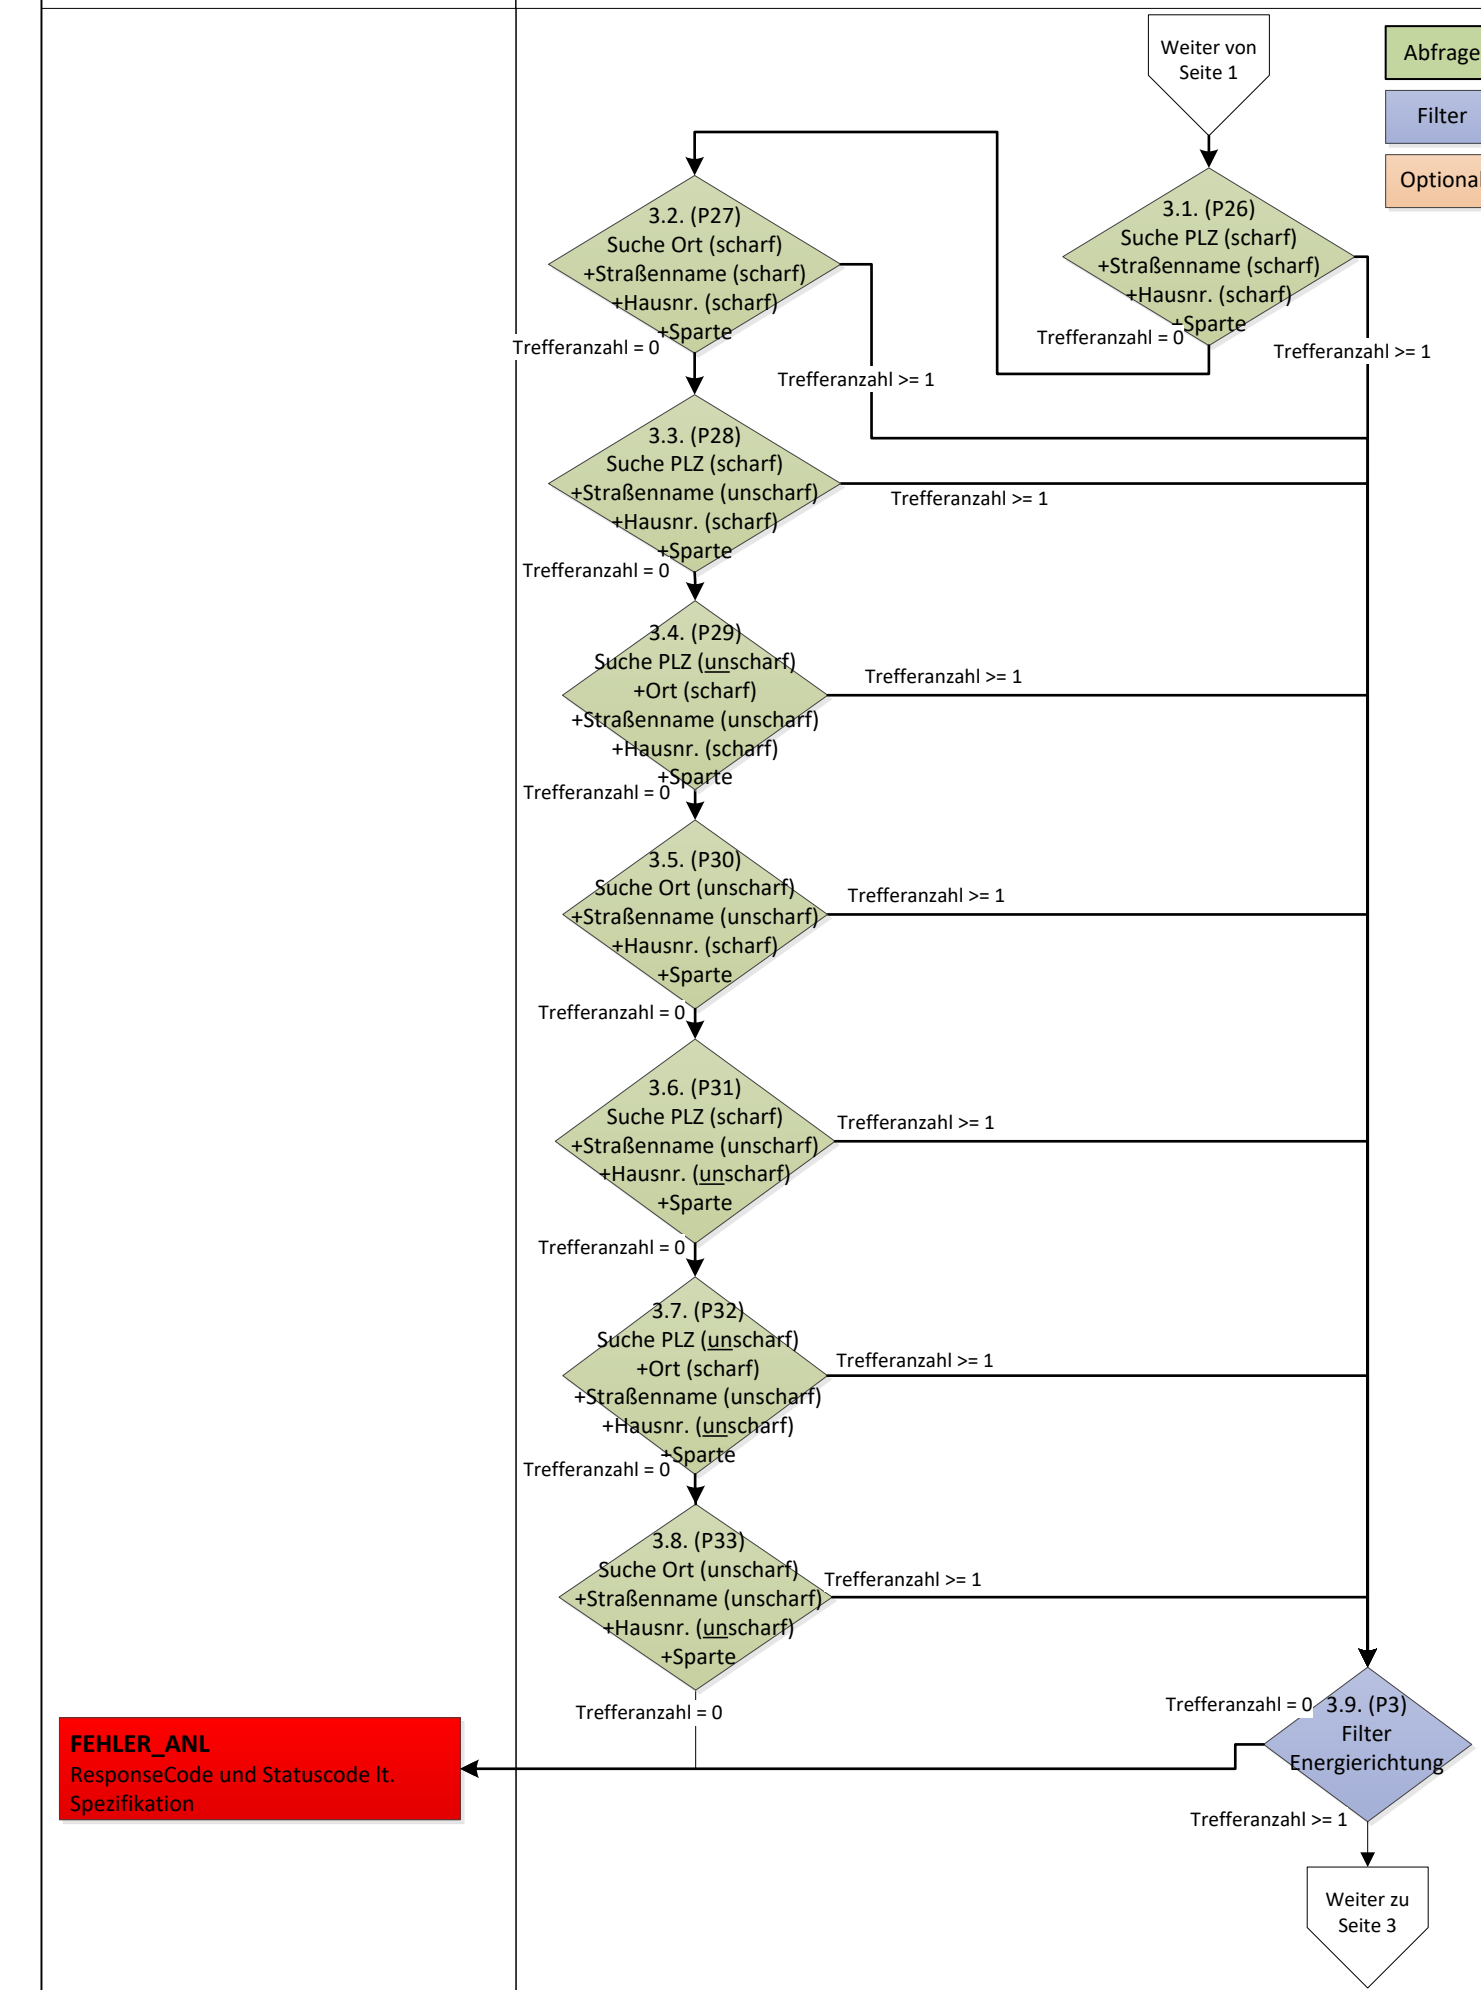 Weiter von
Seite 1
Abfrage
Filter
Optional
3.1. (P26)
Suche PLZ (scharf)
+Straßenname (scharf)
+Hausnr. (scharf)
+Sparte
Trefferanzahl = 0
Trefferanzahl >= 1
3.2. (P27)
Suche Ort (scharf)
+Straßenname (scharf)
+Hausnr. (scharf)
+Sparte
Trefferanzahl = 0
Trefferanzahl >= 1
3.3. (P28)
Suche PLZ (scharf)
+Straßenname (unscharf)
+Hausnr. (scharf)
+Sparte
Trefferanzahl = 0
Trefferanzahl >= 1
3.4. (P29)
Suche PLZ (unscharf)
+Ort (scharf)
+Straßenname (unscharf)
+Hausnr. (scharf)
+Sparte
Trefferanzahl = 0
Trefferanzahl >= 1
3.5. (P30)
Suche Ort (unscharf)
+Straßenname (unscharf)
+Hausnr. (scharf)
+Sparte
Trefferanzahl = 0
Trefferanzahl >= 1
3.6. (P31)
Suche PLZ (scharf)
+Straßenname (unscharf)
+Hausnr. (unscharf)
+Sparte
Trefferanzahl = 0
Trefferanzahl >= 1
3.7. (P32)
Suche PLZ (unscharf)
+Ort (scharf)
+Straßenname (unscharf)
+Hausnr. (unscharf)
+Sparte
Trefferanzahl = 0
Trefferanzahl >= 1
3.8. (P33)
Suche Ort (unscharf)
+Straßenname (unscharf)
+Hausnr. (unscharf)
+Sparte
Trefferanzahl = 0
Trefferanzahl >= 1
3.9. (P3)
Filter
Energierichtung
Trefferanzahl = 0
Trefferanzahl >= 1
FEHLER_ANL
ResponseCode und Statuscode lt.
Spezifikation
Weiter zu
Seite 3